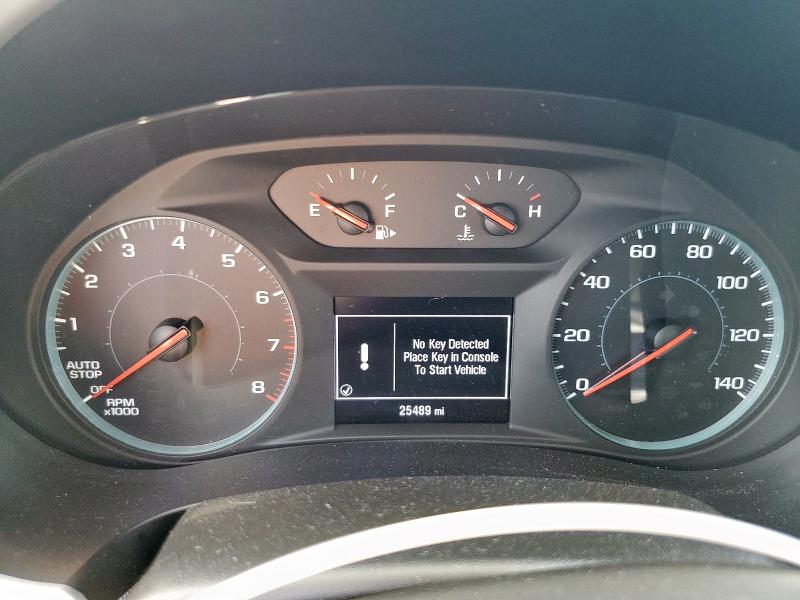 E F
C H
1
2
3
4
5
6
7
8
AUTO
STOP
OFF
RPM
x1000
No Key Detected
Place Key in Console
To Start Vehicle
25489 mi
0
20
40
60
80
100
120
140